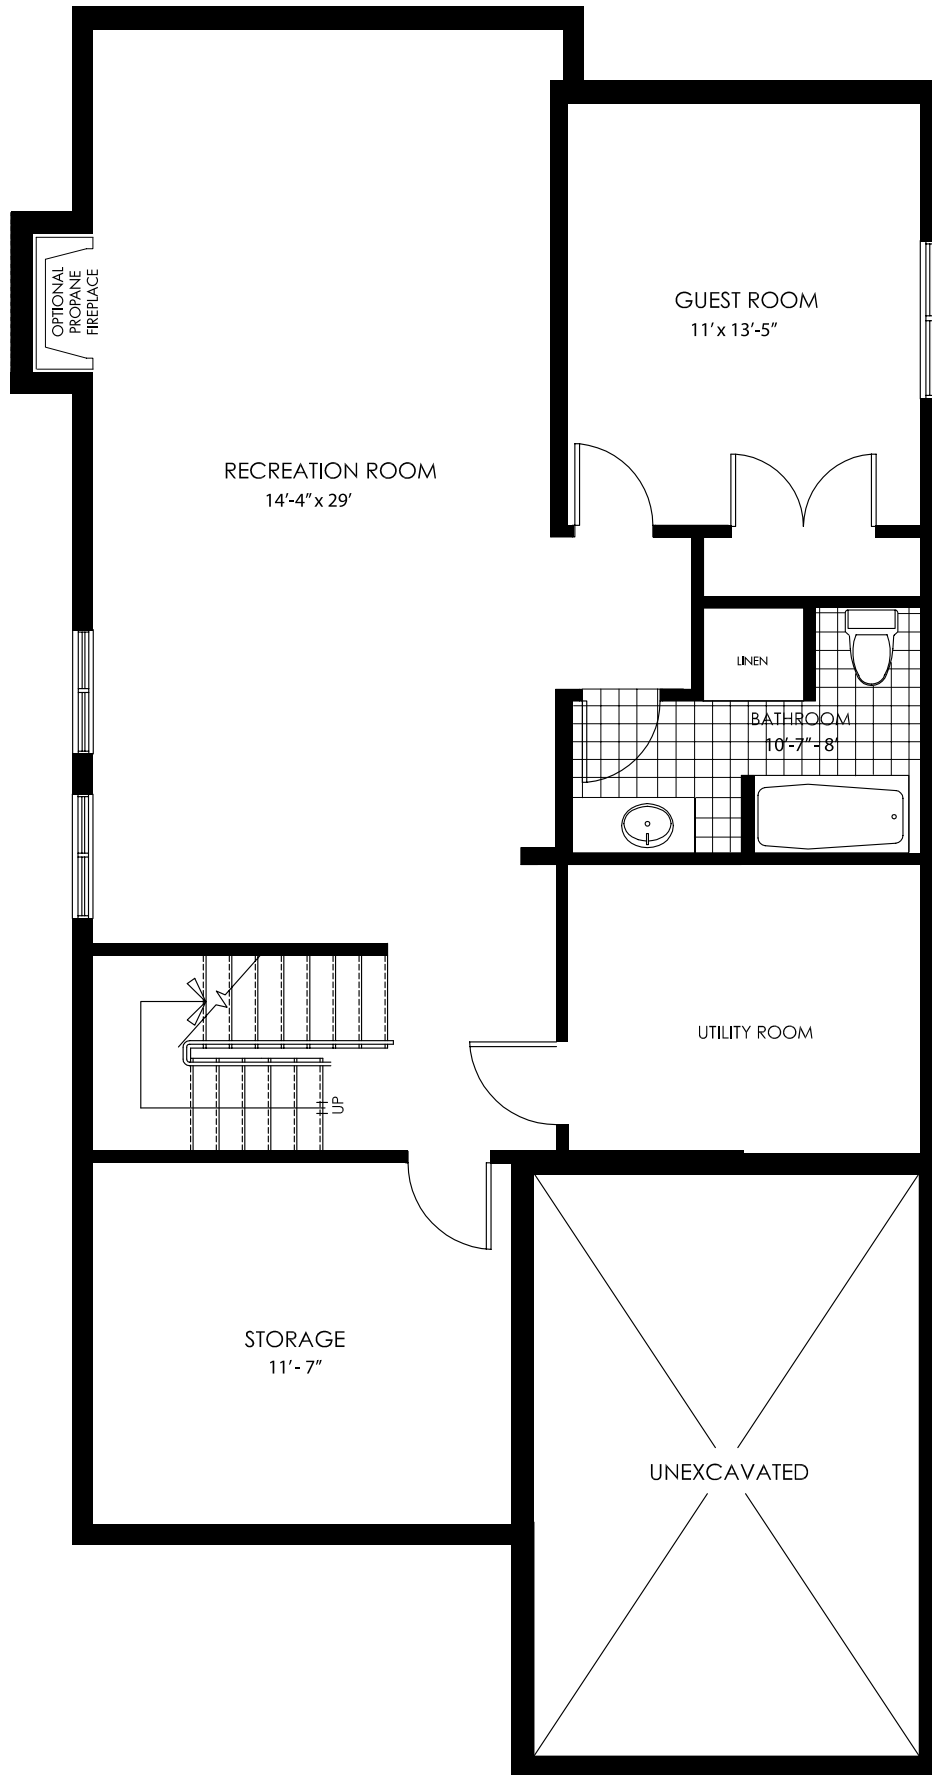 OPTIONAL
PROPANE
FIREPLACE
GUEST ROOM
11’ x 13’-5”
RECREATION ROOM
14’-4” x 29’
LINEN
BATHROOM
10’-7” - 8’
UTILITY ROOM
UP
STORAGE
11’ - 7”
UNEXCAVATED